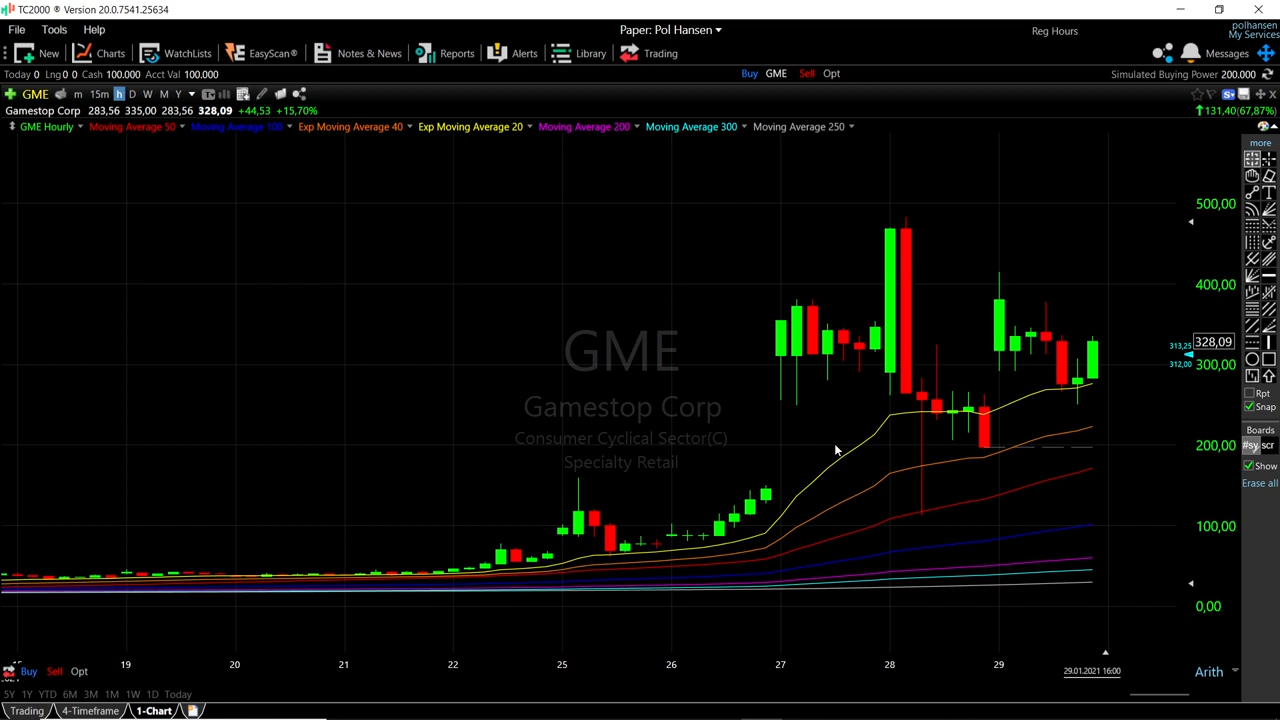 TC2000 ® Version 20.0.7541.25634
File Tools Help Paper: Pol Hansen Reg Hours polhansen
My Services
New Charts WatchLists EasyScan® Notes & News Reports Alerts Library Trading Messages
Today 0 Lng 0 0 Cash 100.000 Acct Val 100.000 Buy GME Sell Opt Simulated Buying Power 200.000
GME m 15m h D W M Y
Gamestop Corp 283,56 335,00 283,56 328,09 +44,53 +15,70% 131,40(67,87%)
GME Hourly Moving Average 50 Moving Average 100 Exp Moving Average 40 Exp Moving Average 20 Moving Average 200 Moving Average 300 Moving Average 250
more
500,00
400,00
313,25 328,09
312,00 300,00
200,00
100,00
0,00
GME
Gamestop Corp
Consumer Cyclical Sector(C)
Specialty Retail
Rpt
Snap
Boards
#sy scr
Show
Erase all
19 20 21 22 25 26 27 28 29
29.01.2021 16:00
Buy Sell Opt Arith
5Y 1Y YTD 6M 3M 1M 1W 1D Today
Trading 4-Timeframe 1-Chart